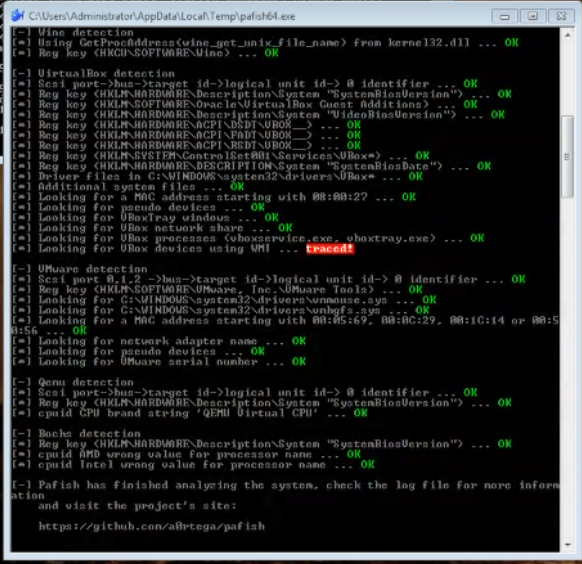 C:\Users\Administrator\AppData\Local\Temp\pafish64.exe
[-] Wine detection
[*] Using GetProcAddress(wine_get_unix_file_name) from kernel32.dll ... OK
[*] Reg key (HKCU\SOFTWARE\Wine) ... OK
[-] VirtualBox detection
[*] Scsi port->bus->target id->logical unit id-> 0 identifier ... OK
[*] Reg key (HKLM\HARDWARE\Description\System "SystemBiosVersion") ... OK
[*] Reg key (HKLM\SOFTWARE\Oracle\VirtualBox Guest Additions) ... OK
[*] Reg key (HKLM\HARDWARE\Description\System "VideoBiosVersion") ... OK
[*] Reg key (HKLM\HARDWARE\ACPI\DSDT\VBOX__) ... OK
[*] Reg key (HKLM\HARDWARE\ACPI\FADT\VBOX__) ... OK
[*] Reg key (HKLM\HARDWARE\ACPI\RSDT\VBOX__) ... OK
[*] Reg key (HKLM\SYSTEM\ControlSet001\Services\VBox*) ... OK
[*] Reg key (HKLM\HARDWARE\DESCRIPTION\System "SystemBiosDate") ... OK
[*] Driver files in C:\WINDOWS\system32\drivers\VBox* ... OK
[*] Additional system files ... OK
[*] Looking for a MAC address starting with 08:00:27 ... OK
[*] Looking for pseudo devices ... OK
[*] Looking for VBoxTray windows ... OK
[*] Looking for VBox network share ... OK
[*] Looking for VBox processes (vboxservice.exe, vboxtray.exe) ... OK
[*] Looking for VBox devices using WMI ... traced!
[-] VMware detection
[*] Scsi port 0,1,2 ->bus->target id->logical unit id-> 0 identifier ... OK
[*] Reg key (HKLM\SOFTWARE\VMware, Inc.\VMware Tools) ... OK
[*] Looking for C:\WINDOWS\system32\drivers\vmmouse.sys ... OK
[*] Looking for C:\WINDOWS\system32\drivers\vmhgfs.sys ... OK
[*] Looking for a MAC address starting with 00:05:69, 00:0C:29, 00:1C:14 or 00:5
0:56 ... OK
[*] Looking for network adapter name ... OK
[*] Looking for pseudo devices ... OK
[*] Looking for VMware serial number ... OK
[-] Qemu detection
[*] Scsi port->bus->target id->logical unit id-> 0 identifier ... OK
[*] Reg key (HKLM\HARDWARE\Description\System "SystemBiosVersion") ... OK
[*] cpuid CPU brand string 'QEMU Virtual CPU' ... OK
[-] Bochs detection
[*] Reg key (HKLM\HARDWARE\Description\System "SystemBiosVersion") ... OK
[*] cpuid AMD wrong value for processor name ... OK
[*] cpuid Intel wrong value for processor name ... OK
[-] Pafish has finished analyzing the system, check the log file for more inform
ation
and visit the project's site:
https://github.com/a0rtega/pafish